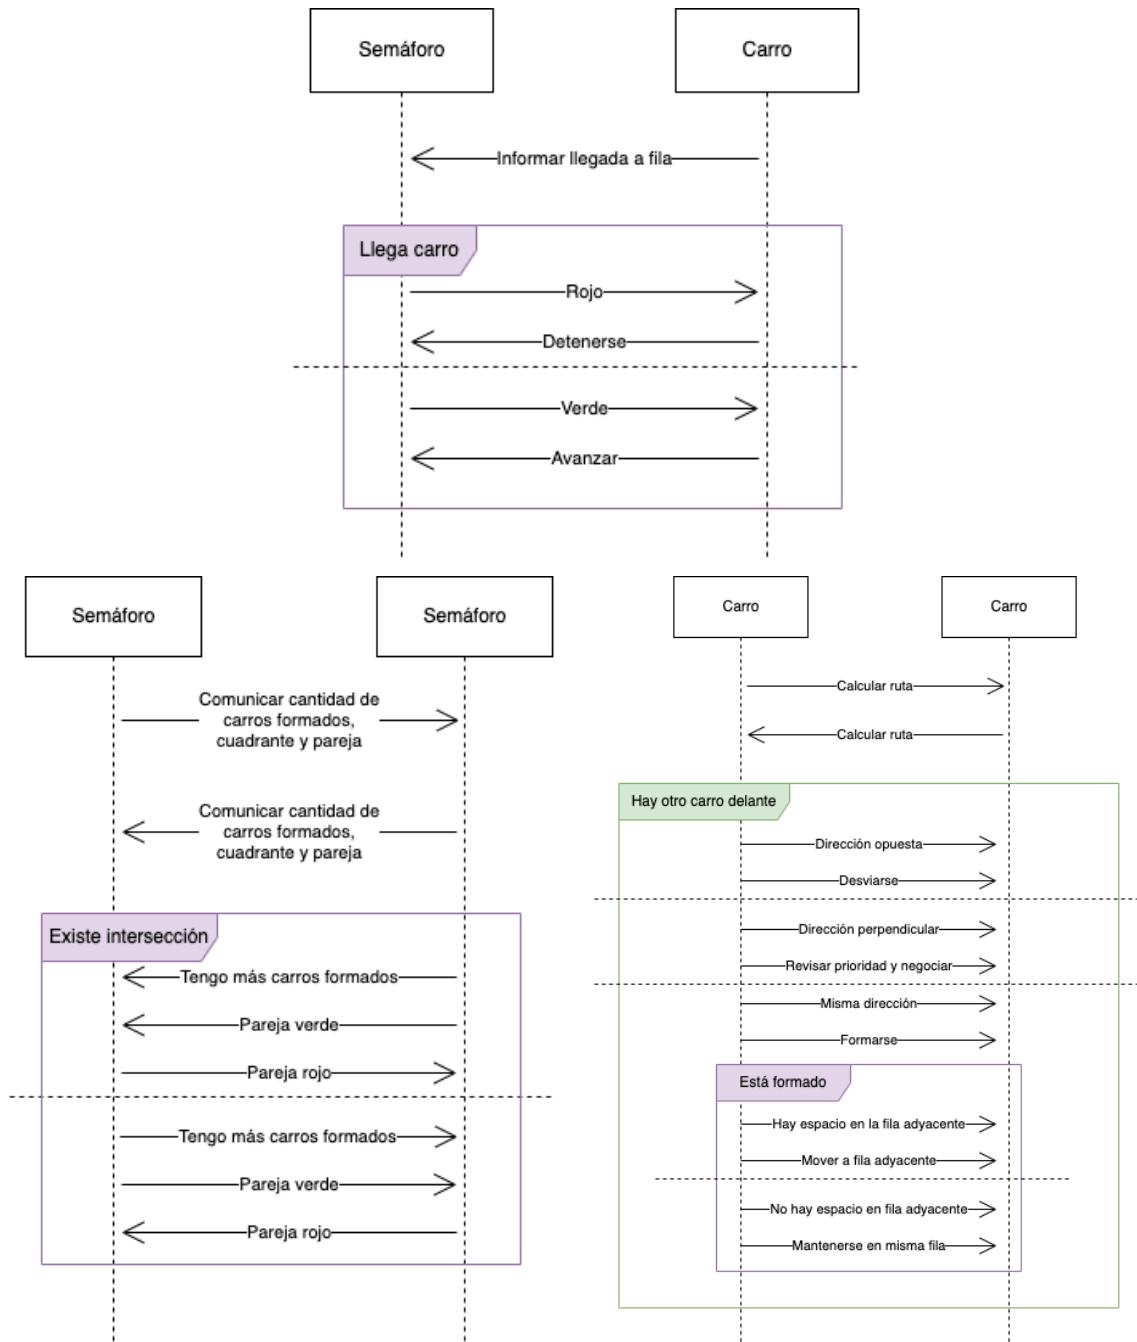 Semáforo
Carro
Informar llegada a fila
Llega carro
Rojo
Detenerse
Verde
Avanzar
Semáforo
Semáforo
Comunicar cantidad de
carros formados,
cuadrante y pareja
Comunicar cantidad de
carros formados,
cuadrante y pareja
Existe intersección
Tengo más carros formados
Pareja verde
Pareja rojo
Tengo más carros formados
Pareja verde
Pareja rojo
Carro
Carro
Calcular ruta
Calcular ruta
Hay otro carro delante
Dirección opuesta
Desviarse
Dirección perpendicular
Revisar prioridad y negociar
Misma dirección
Formarse
Está formado
Hay espacio en la fila adyacente
Mover a fila adyacente
No hay espacio en fila adyacente
Mantenerse en misma fila